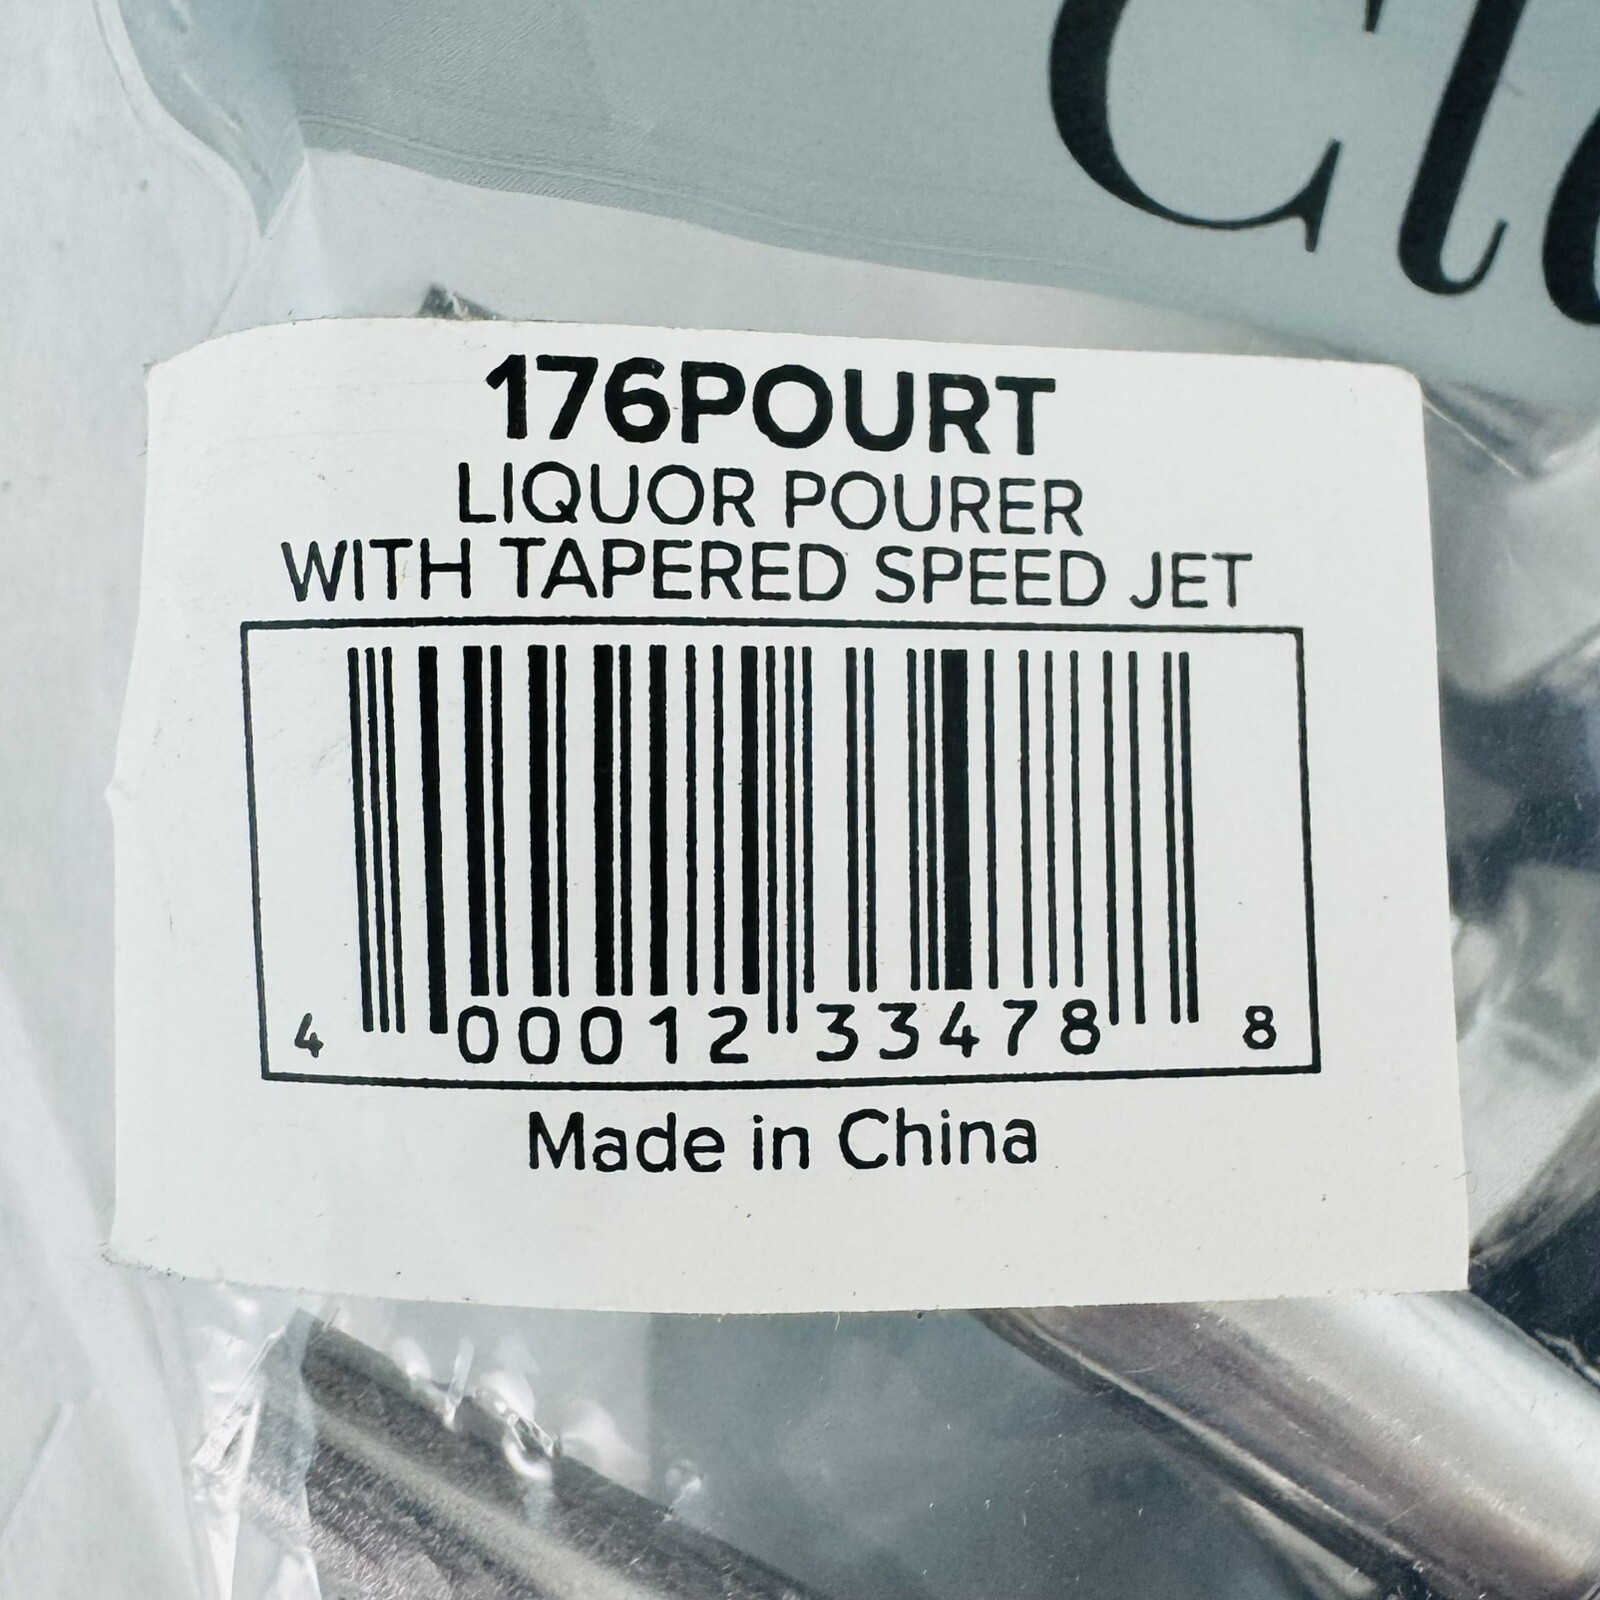 176POURT
LIQUOR POURER
WITH TAPERED SPEED JET
4 00012 33478 8
Made in China